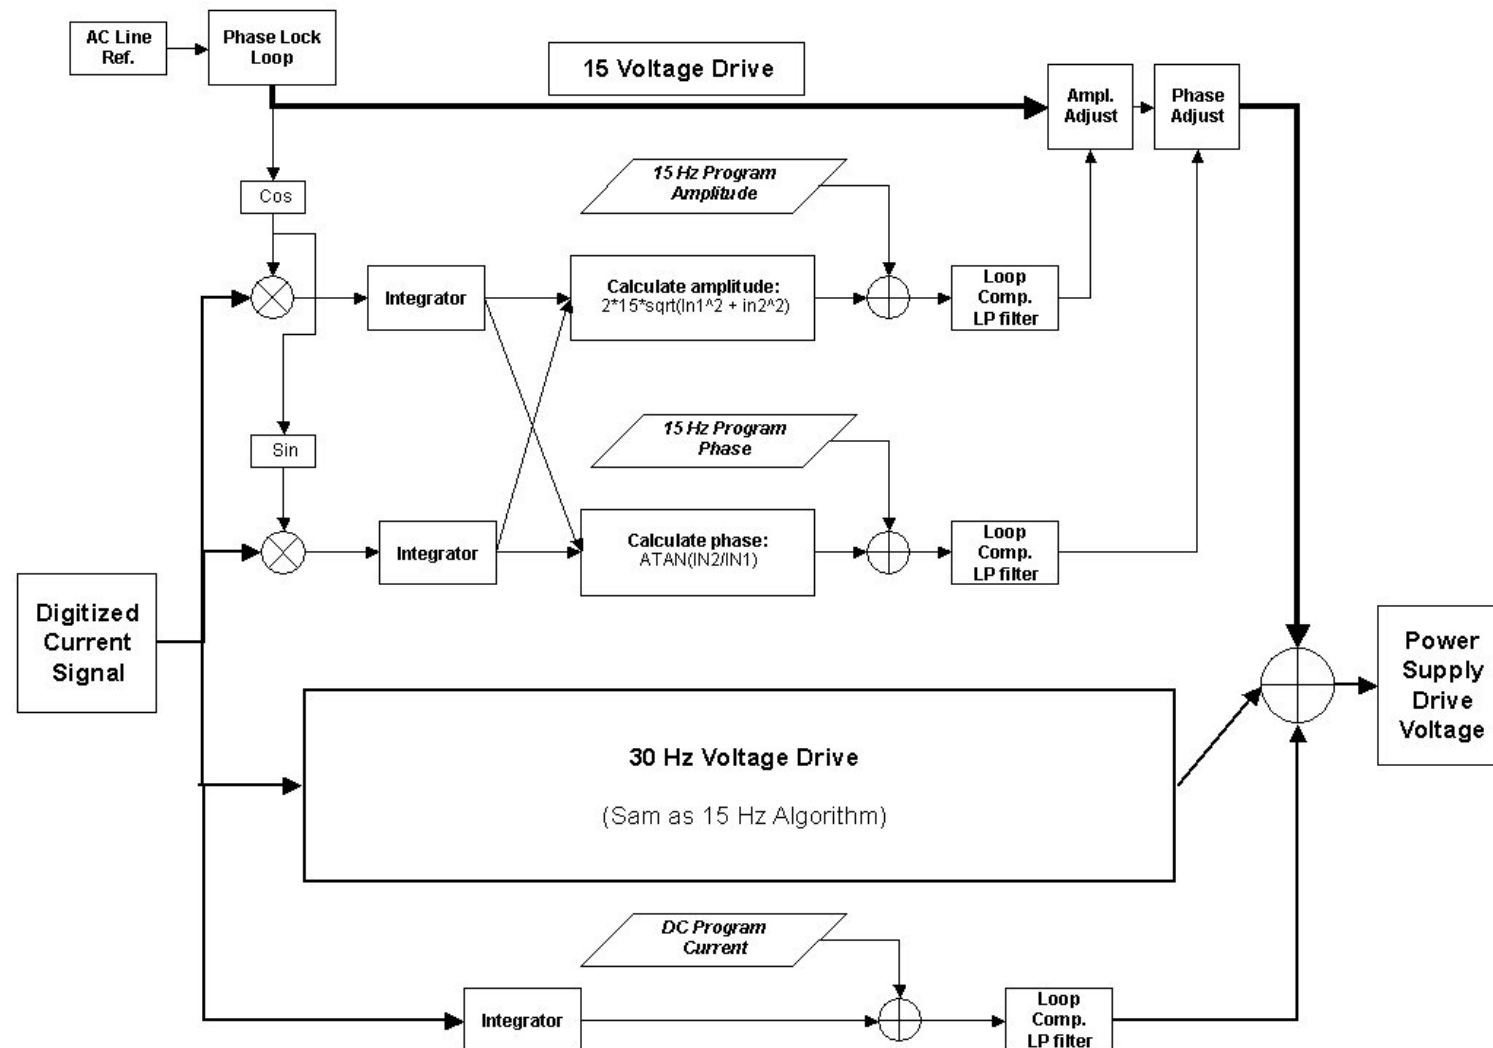 AC Line
Ref.
Phase Lock
Loop
15 Voltage Drive
Ampl.
Adjust
Phase
Adjust
Cos
15 Hz Program
Amplitude
Integrator
Calculate amplitude:
2*15*sqrt(In1^2 + in2^2)
Loop
Comp.
LP filter
15 Hz Program
Phase
Sin
Integrator
Calculate phase:
ATAN(IN2/IN1)
Loop
Comp.
LP filter
Digitized
Current
Signal
Power
Supply
Drive
Voltage
30 Hz Voltage Drive
(Sam as 15 Hz Algorithm)
DC Program
Current
Integrator
Loop
Comp.
LP filter